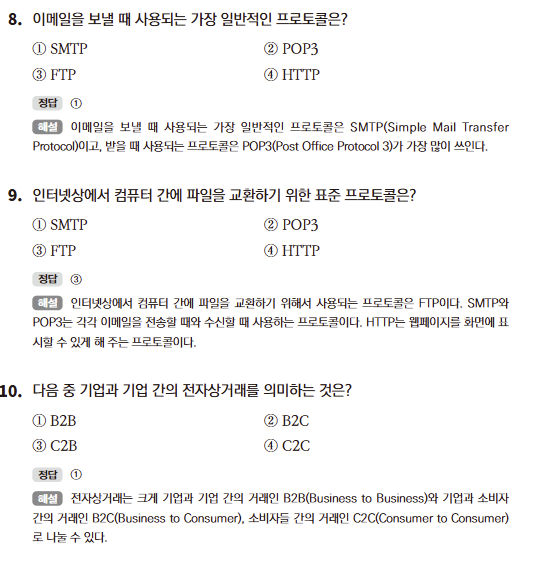 8. 이메일을 보낼 때 사용되는 가장 일반적인 프로토콜은?
① SMTP ② POP3
③ FTP ④ HTTP
정답 ①
해설 이메일을 보낼 때 사용되는 가장 일반적인 프로토콜은 SMTP(Simple Mail Transfer
Protocol)이고, 받을 때 사용되는 프로토콜은 POP3(Post Office Protocol 3)가 가장 많이 쓰인다.
9. 인터넷상에서 컴퓨터 간에 파일을 교환하기 위한 표준 프로토콜은?
① SMTP ② POP3
③ FTP ④ HTTP
정답 ③
해설 인터넷상에서 컴퓨터 간에 파일을 교환하기 위해서 사용되는 프로토콜은 FTP이다. SMTP와
POP3는 각각 이메일을 전송할 때와 수신할 때 사용하는 프로토콜이다. HTTP는 웹페이지를 화면에 표
시할 수 있게 해 주는 프로토콜이다.
10. 다음 중 기업과 기업 간의 전자상거래를 의미하는 것은?
① B2B ② B2C
③ C2B ④ C2C
정답 ①
해설 전자상거래는 크게 기업과 기업 간의 거래인 B2B(Business to Business)와 기업과 소비자
간의 거래인 B2C(Business to Consumer), 소비자들 간의 거래인 C2C(Consumer to Consumer)
로 나눌 수 있다.